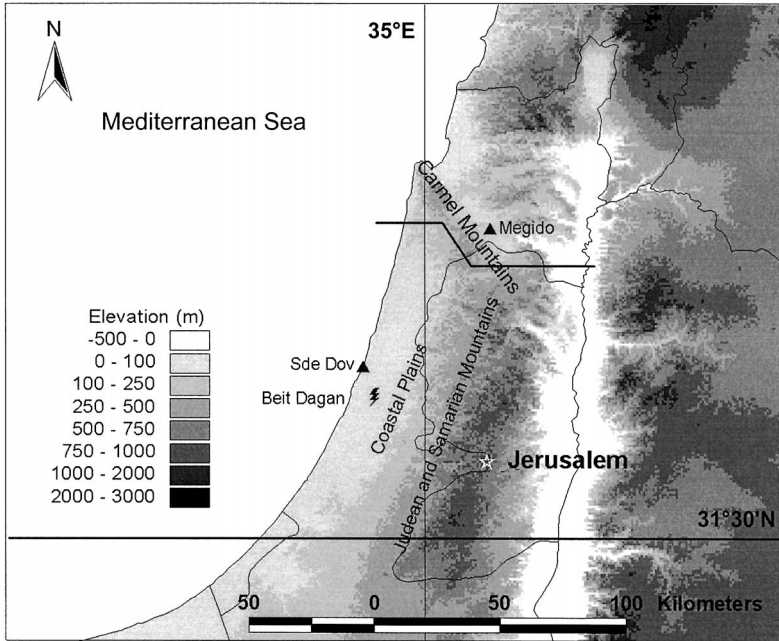 N
35°E
Mediterranean Sea
Carmel Mountains
Megido
Elevation (m)
-500 - 0
0 - 100
100 - 250
250 - 500
500 - 750
750 - 1000
1000 - 2000
2000 - 3000
Sde Dov
Beit Dagan
Coastal Plains
Judean and Samarian Mountains
Jerusalem
31°30'N
50 0 50 100 Kilometers